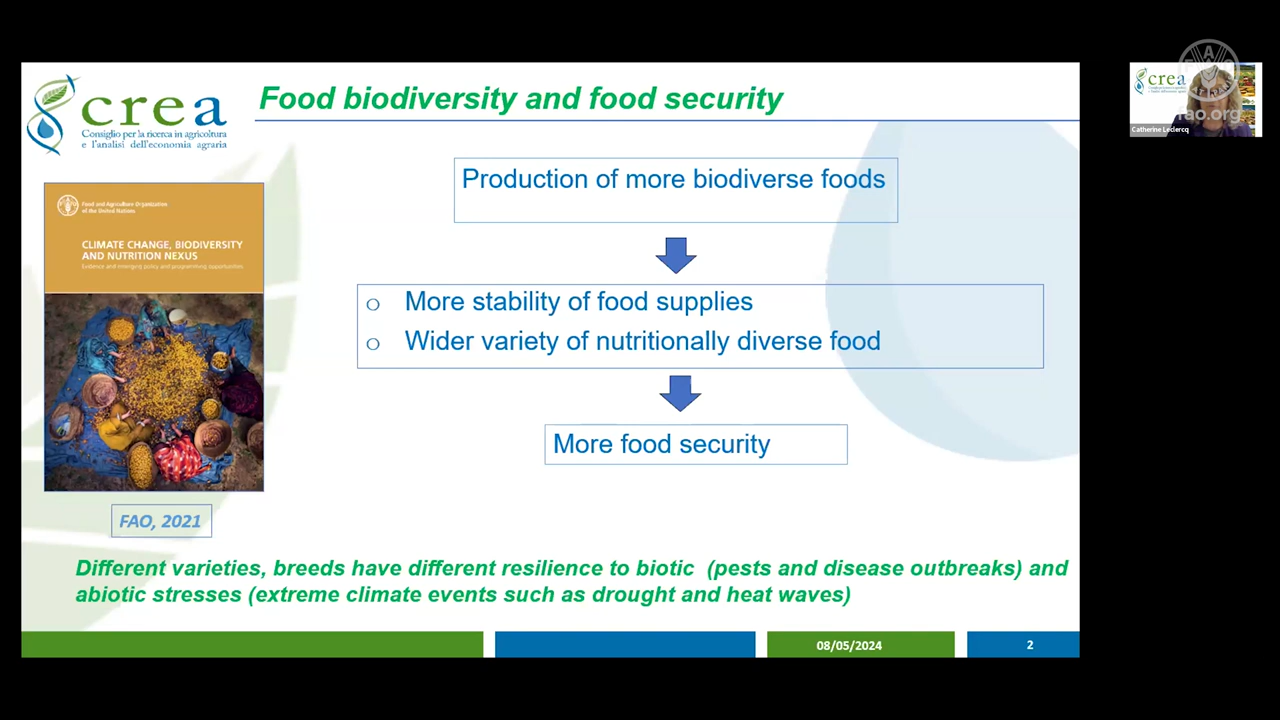 crea
Consiglio per la ricerca in agricoltura
e l'analisi dell'economia agraria
Food biodiversity and food security
Food and Agriculture Organization
of the United Nations
CLIMATE CHANGE, BIODIVERSITY
AND NUTRITION NEXUS
Evidence and emerging policy and programming opportunities
FAO, 2021
Production of more biodiverse foods
o More stability of food supplies
o Wider variety of nutritionally diverse food
More food security
Different varieties, breeds have different resilience to biotic (pests and disease outbreaks) and
abiotic stresses (extreme climate events such as drought and heat waves)
08/05/2024
2
crea
fao.org
Catherine Leclercq